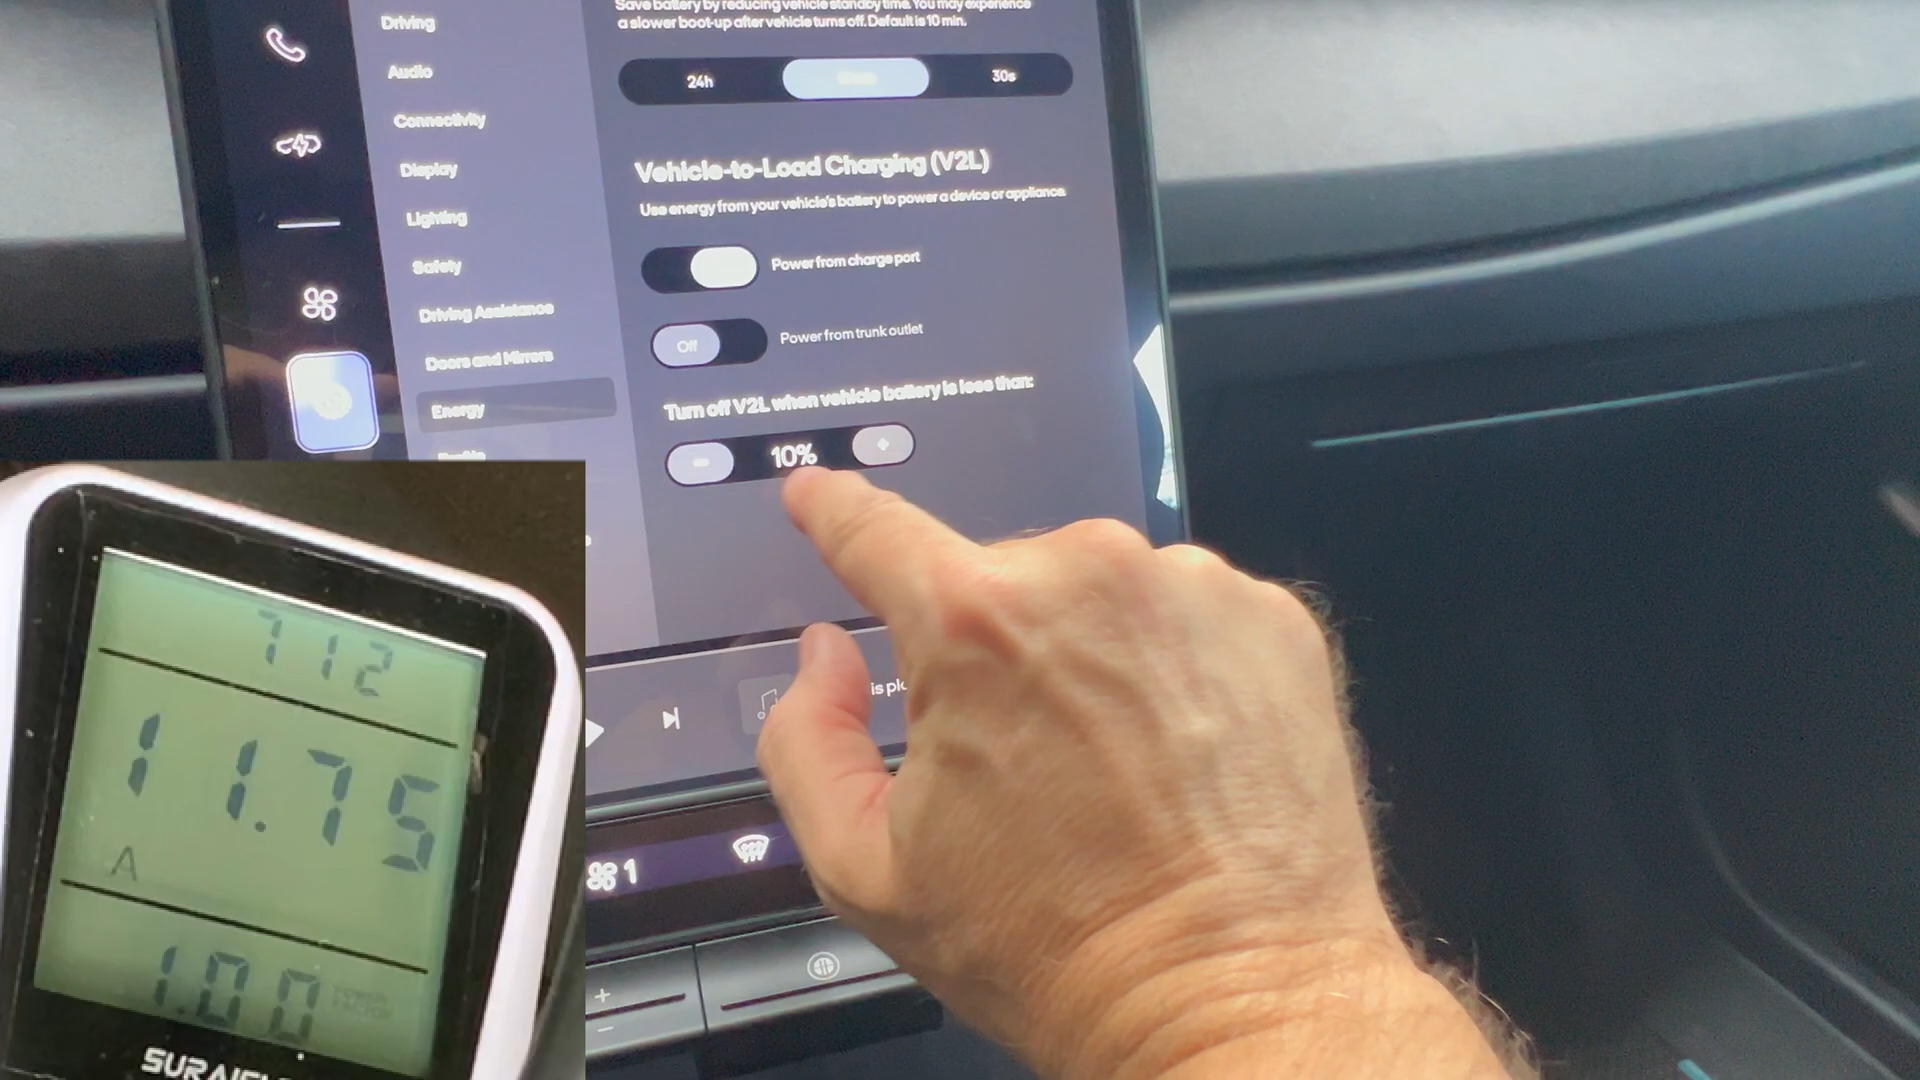 Driving
Audio
Connectivity
Display
Lighting
Safety
Driving Assistance
Doors and Mirrors
Energy
Save battery by reducing vehicle standby time. You may experience
a slower boot-up after vehicle turns off. Default is 10 min.
24h
30s
Vehicle-to-Load Charging (V2L)
Use energy from your vehicle's battery to power a device or appliance.
Power from charge port
Off Power from trunk outlet
Turn off V2L when vehicle battery is less than:
- 10% +
is
1
+
-
712
11.75
A
1.00
POWER
FACTOR